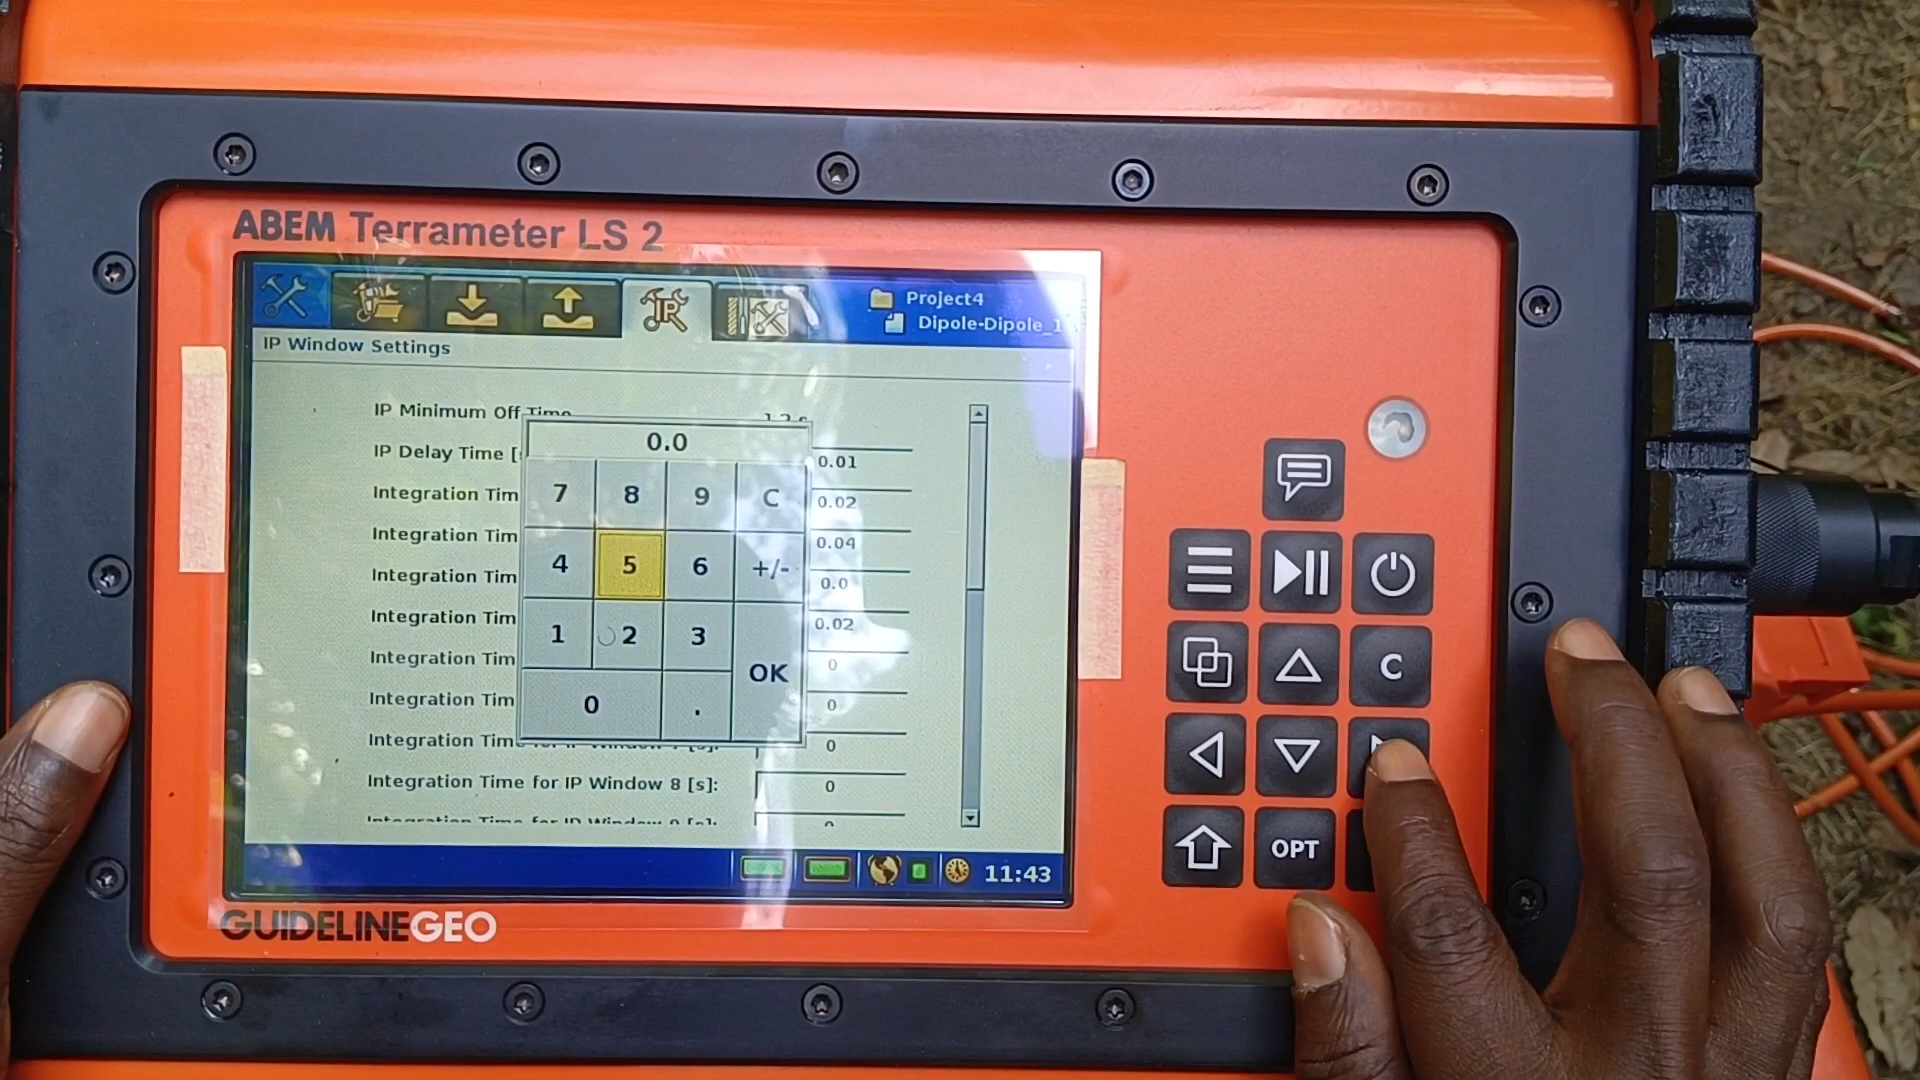 ABEM Terrameter LS 2
Project4
Dipole-Dipole_1
IP Window Settings
IP Minimum Off Time
IP Delay Time [s 0.01
Integration Tim 0.02
Integration Tim 0.04
Integration Tim 0.0
Integration Tim 0.02
Integration Tim 0
Integration Tim 0
Integration Time 0
Integration Time for IP Window 8 [s]: 0
0.0
7 8 9 C
4 5 6 +/-
1 2 3
OK
0 .
11:43
GUIDELINEGEO
C
OPT